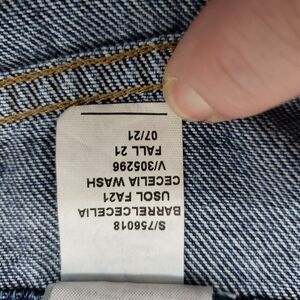 S/756018
BARRELCECELIA
USOL FA21
CECELIA WASH
V/305296
FALL 21
07/21